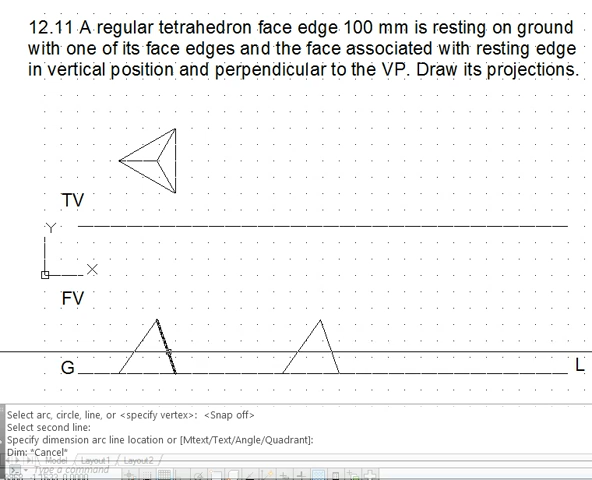 12.11 A regular tetrahedron face edge 100 mm is resting on ground
with one of its face edges and the face associated with resting edge
in vertical position and perpendicular to the VP. Draw its projections.
TV
Y
X
FV
G L
Select arc, circle, line, or <specify vertex>: <Snap off>
Select second line:
Specify dimension arc line location or [Mtext/Text/Angle/Quadrant]:
Dim: *Cancel*
Model / Layout1 / Layout2 /
Type a command